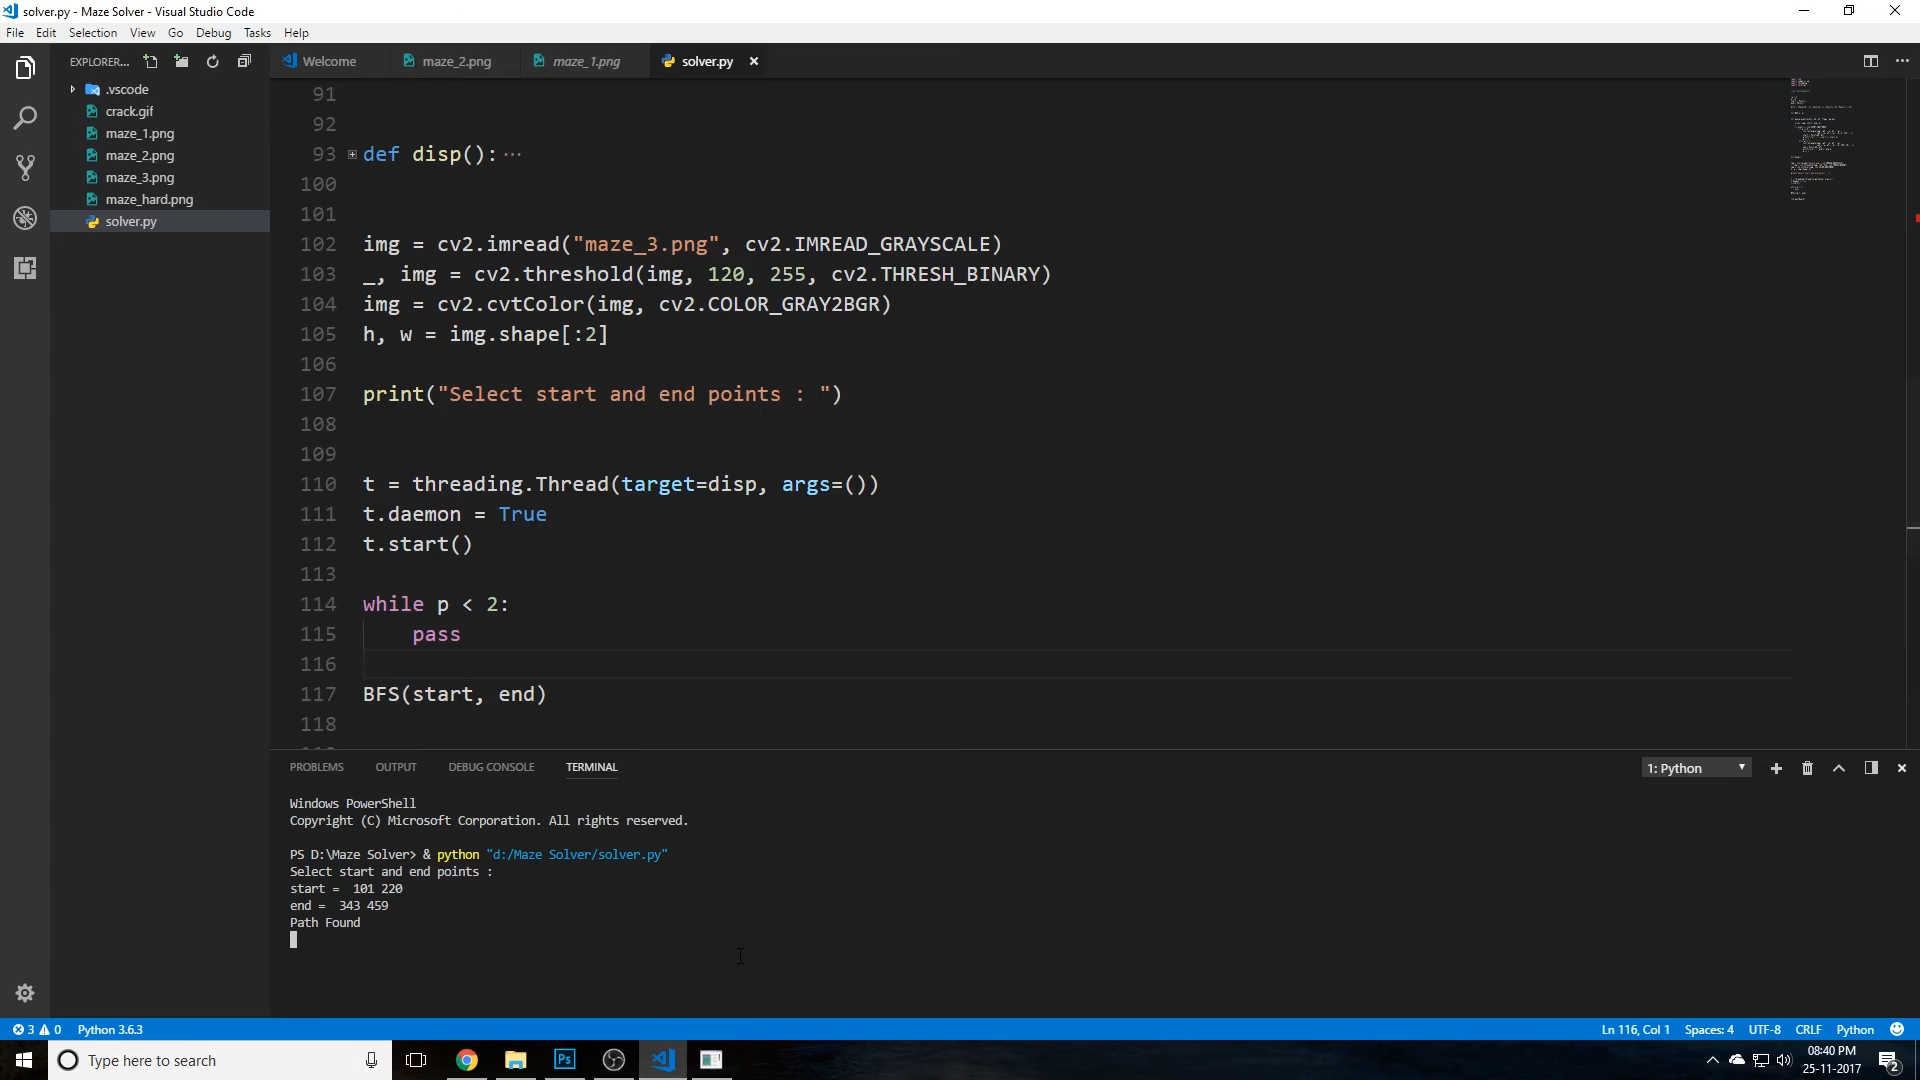 solver.py - Maze Solver - Visual Studio Code
File Edit Selection View Go Debug Tasks Help
EXPLORER...
Welcome maze_2.png maze_1.png solver.py
.vscode
crack.gif
maze_1.png
maze_2.png
maze_3.png
maze_hard.png
solver.py
91
92
93 def disp():
100
101
102 img = cv2.imread("maze_3.png", cv2.IMREAD_GRAYSCALE)
103 _, img = cv2.threshold(img, 120, 255, cv2.THRESH_BINARY)
104 img = cv2.cvtColor(img, cv2.COLOR_GRAY2BGR)
105 h, w = img.shape[:2]
106
107 print("Select start and end points : ")
108
109
110 t = threading.Thread(target=disp, args=())
111 t.daemon = True
112 t.start()
113
114 while p < 2:
115 pass
116
117 BFS(start, end)
118
PROBLEMS OUTPUT DEBUG CONSOLE TERMINAL 1: Python
Windows PowerShell
Copyright (C) Microsoft Corporation. All rights reserved.
PS D:\Maze Solver> & python "d:/Maze Solver/solver.py"
Select start and end points :
start =  101 220
end =  343 459
Path Found
3 0 Python 3.6.3 Ln 116, Col 1 Spaces: 4 UTF-8 CRLF Python
Type here to search
Ps
08:40 PM
25-11-2017
2